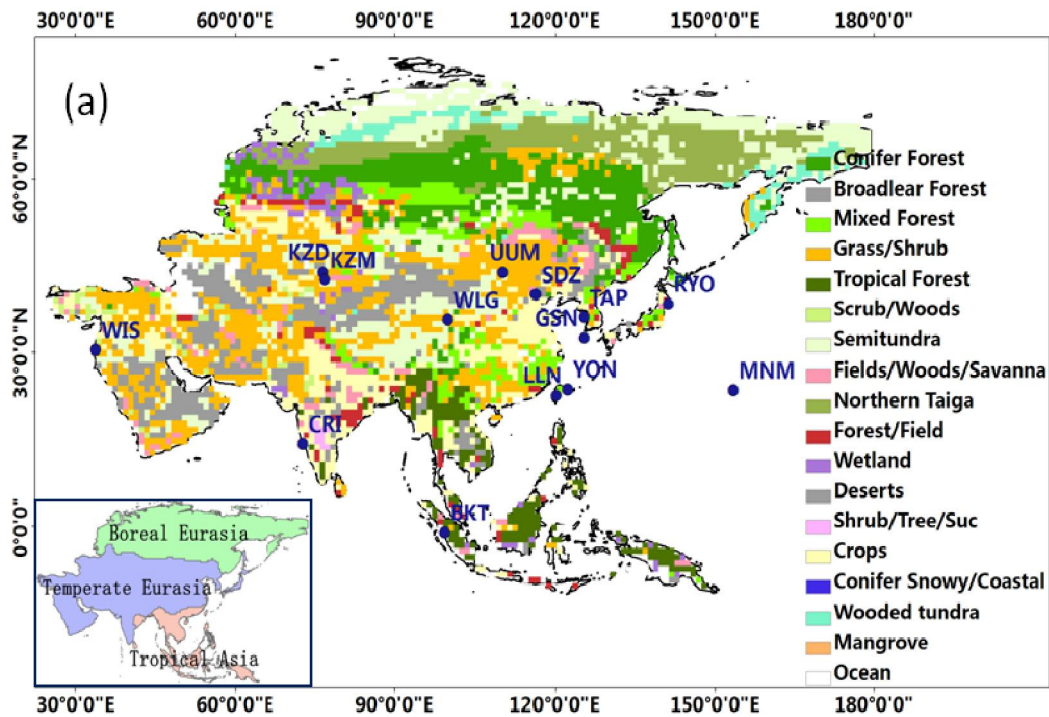 30°0'0"E 60°0'0"E 90°0'0"E 120°0'0"E 150°0'0"E 180°0'0"E
(a)
60°0'0"N
30°0'0"N
0°0'0"
KZD
KZM
UUM
SDZ
WLG
TAP
RYO
GSN
WIS
LLN
YON
MNM
CRI
BKT
Conifer Forest
Broadlear Forest
Mixed Forest
Grass/Shrub
Tropical Forest
Scrub/Woods
Semitundra
Fields/Woods/Savanna
Northern Taiga
Forest/Field
Wetland
Deserts
Shrub/Tree/Suc
Crops
Conifer Snowy/Coastal
Wooded tundra
Mangrove
Ocean
Boreal Eurasia
Temperate Eurasia
Tropical Asia
30°0'0"E 60°0'0"E 90°0'0"E 120°0'0"E 150°0'0"E 180°0'0"E